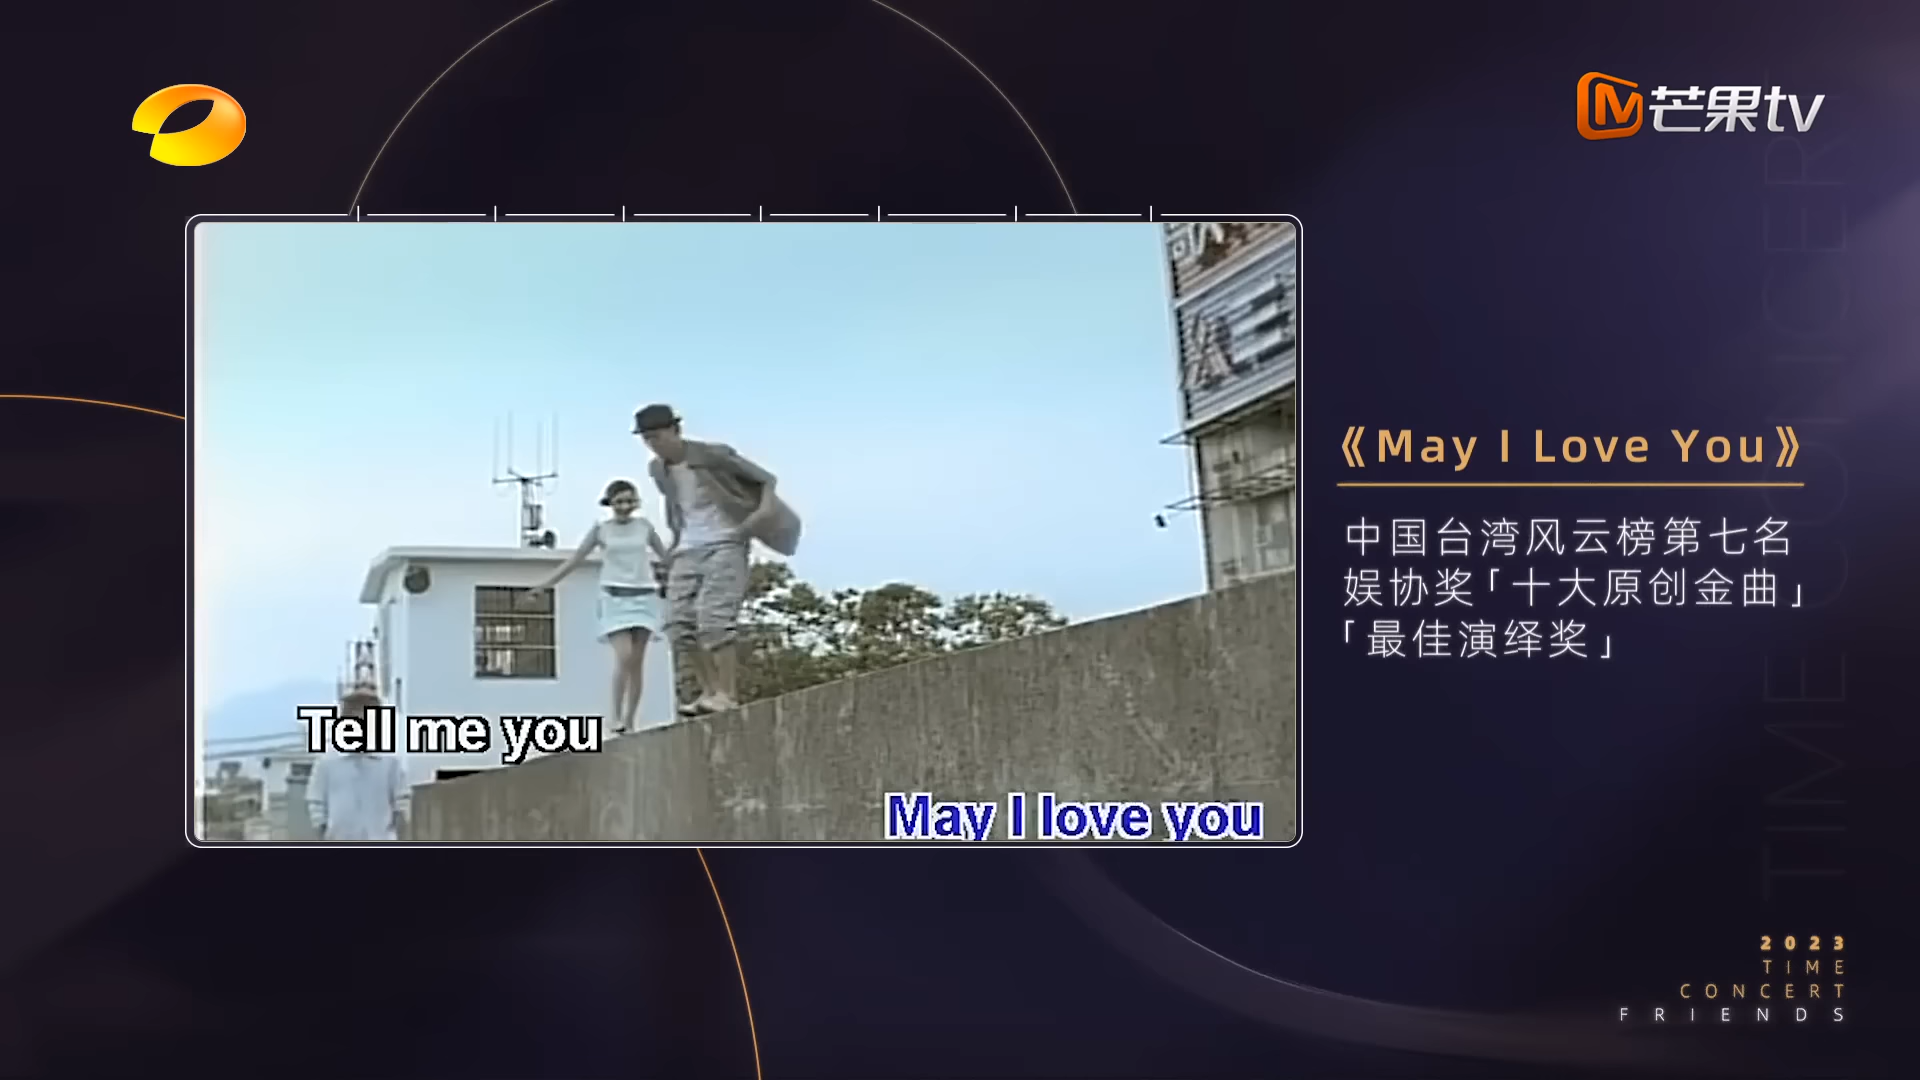 芒果tv
《May I Love You》
中国台湾风云榜第七名
娱协奖「十大原创金曲」
「最佳演绎奖」
Tell me you
May I love you
2023
TIME
CONCERT
FRIENDS